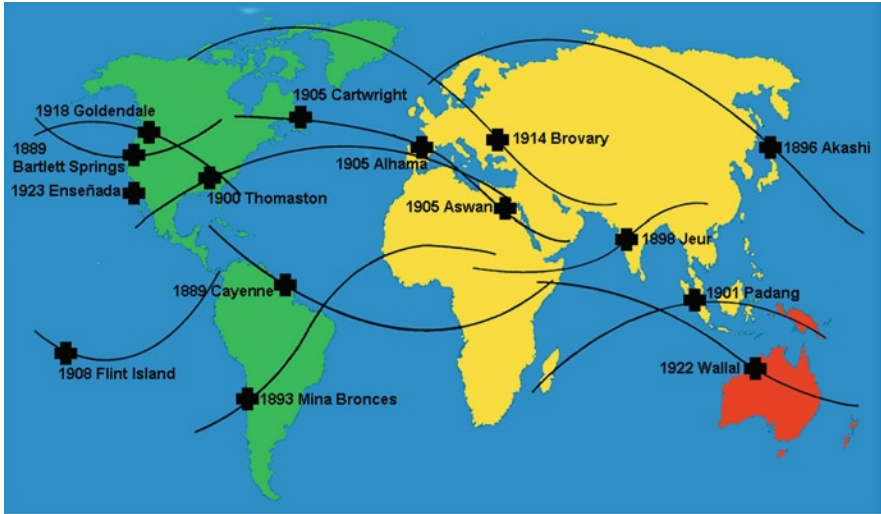 1905 Cartwright
1918 Goldendale
1914 Brovary
1896 Akashi
1889
Bartlett Springs
1905 Alhama
1923 Enseñada
1900 Thomaston
1905 Aswan
1898 Jeur
1889 Cayenne
1901 Padang
1908 Flint Island
1922 Wallal
1893 Mina Bronces